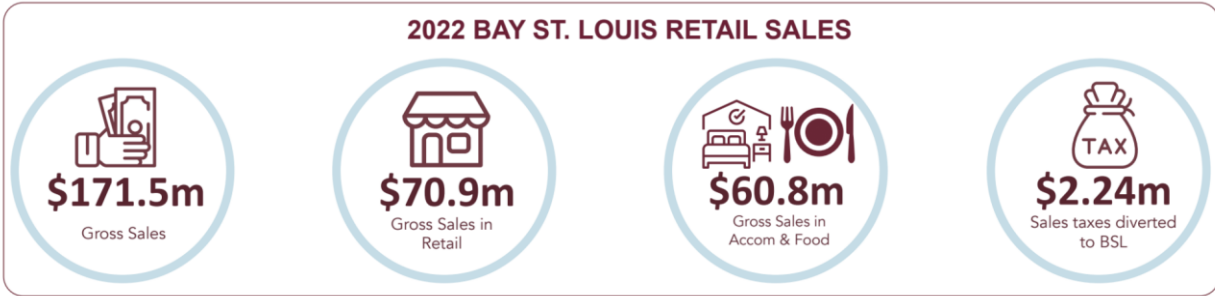 2022 BAY ST. LOUIS RETAIL SALES
$171.5m
Gross Sales
$70.9m
Gross Sales in
Retail
$60.8m
Gross Sales in
Accom & Food
TAX
$2.24m
Sales taxes diverted
to BSL